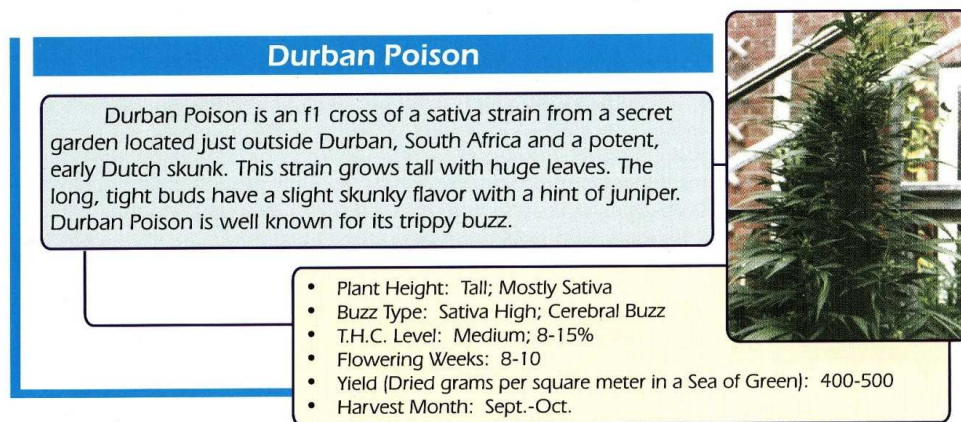 Durban Poison
Durban Poison is an f1 cross of a sativa strain from a secret
garden located just outside Durban, South Africa and a potent,
early Dutch skunk. This strain grows tall with huge leaves. The
long, tight buds have a slight skunky flavor with a hint of juniper.
Durban Poison is well known for its trippy buzz.
• Plant Height: Tall; Mostly Sativa
• Buzz Type: Sativa High; Cerebral Buzz
• T.H.C. Level: Medium; 8-15%
• Flowering Weeks: 8-10
• Yield (Dried grams per square meter in a Sea of Green): 400-500
• Harvest Month: Sept.-Oct.